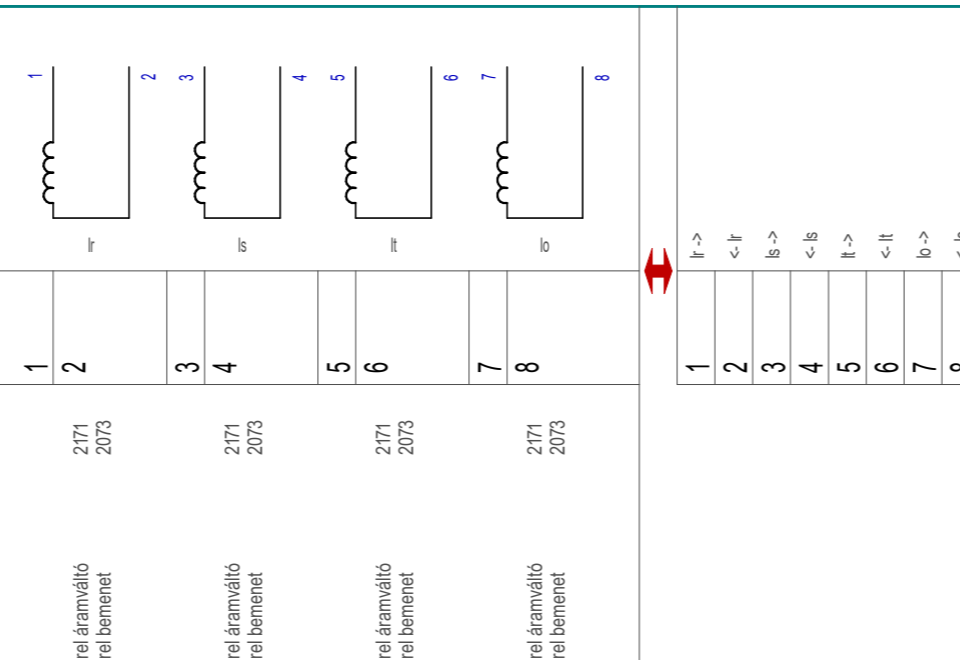 1 2 3 4 5 6 7 8
Ir Is It Io
Ir -> <- Ir Is -> <- Is It -> <- It Io ->
1 2 3 4 5 6 7 8
1 2 3 4 5 6 7 8
2171
2073
2171
2073
2171
2073
2171
2073
rel áramváltó
rel bemenet
rel áramváltó
rel bemenet
rel áramváltó
rel bemenet
rel áramváltó
rel bemenet